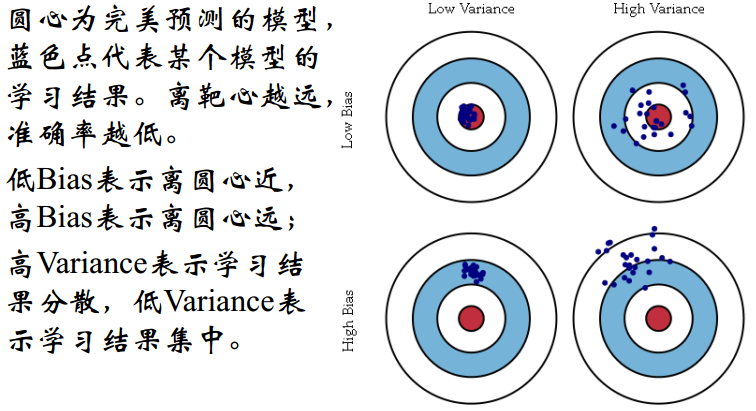 圆心为完美预测的模型，
蓝色点代表某个模型的
学习结果。离靶心越远，
准确率越低。
低Bias表示离圆心近，
高Bias表示离圆心远；
高Variance表示学习结
果分散，低Variance表
示学习结果集中。
Low Variance
High Variance
Low Bias
High Bias